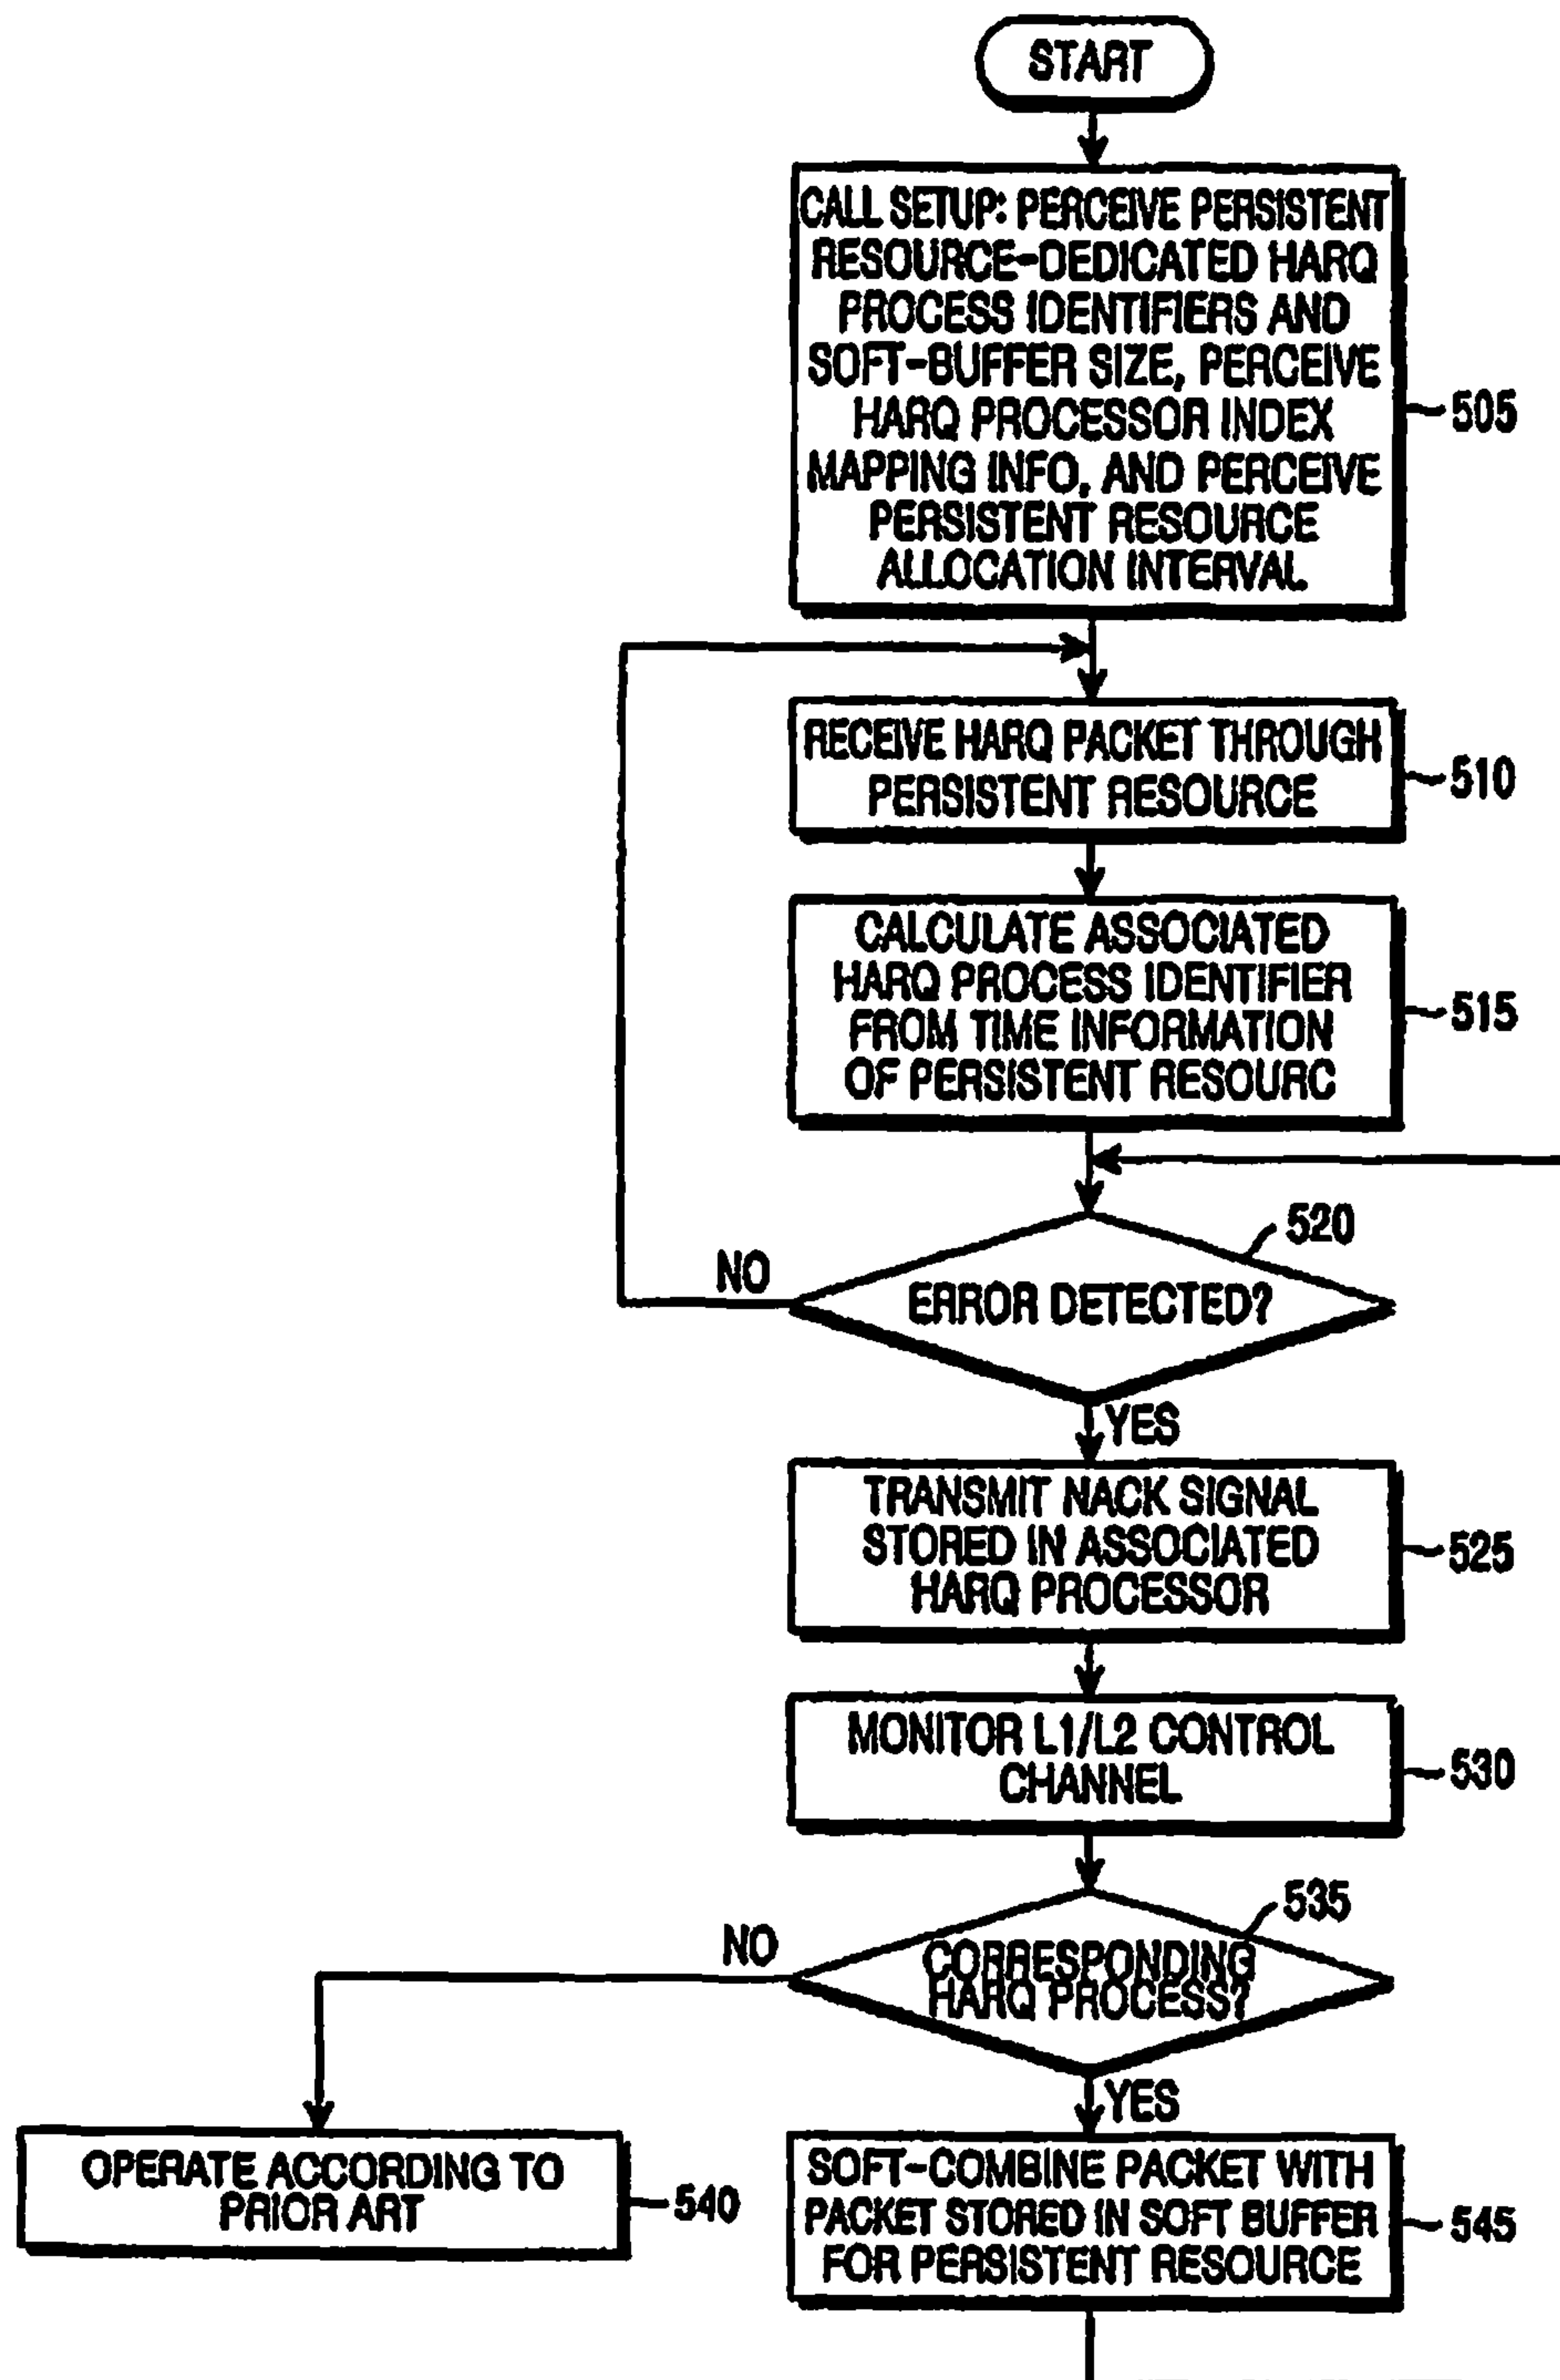 START
CALL SETUP: PERCEIVE PERSISTENT
RESOURCE-DEDICATED HARQ
PROCESS IDENTIFIERS AND
SOFT-BUFFER SIZE, PERCEIVE
HARQ PROCESSOR INDEX
MAPPING INFO, AND PERCEIVE
PERSISTENT RESOURCE
ALLOCATION INTERVAL
505
RECEIVE HARQ PACKET THROUGH
PERSISTENT RESOURCE
510
CALCULATE ASSOCIATED
HARQ PROCESS IDENTIFIER
FROM TIME INFORMATION
OF PERSISTENT RESOURC
515
520
NO
ERROR DETECTED?
YES
TRANSMIT NACK SIGNAL
STORED IN ASSOCIATED
HARQ PROCESSOR
525
MONITOR L1/L2 CONTROL
CHANNEL
530
535
NO
CORRESPONDING
HARQ PROCESS?
YES
OPERATE ACCORDING TO
PRIOR ART
540
SOFT-COMBINE PACKET WITH
PACKET STORED IN SOFT BUFFER
FOR PERSISTENT RESOURCE
545